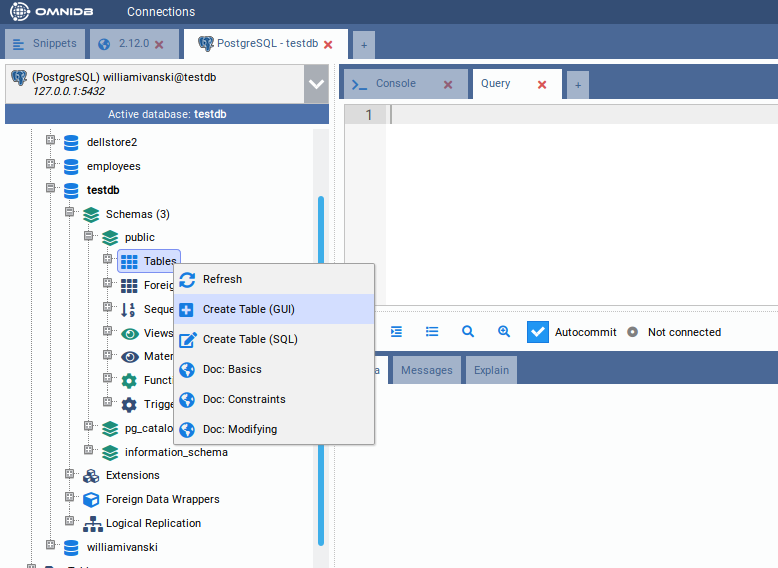 OMNIDB Connections
Snippets 2.12.0 PostgreSQL - testdb +
(PostgreSQL) williamivanski@testdb
127.0.0.1:5432
Active database: testdb
Console Query +
1
dellstore2
employees
testdb
Schemas (3)
public
Tables
Foreig
Seque
Views
Mater
Functi
Trigge
pg_catalo
information_schema
Extensions
Foreign Data Wrappers
Logical Replication
williamivanski
Refresh
Create Table (GUI)
Create Table (SQL)
Doc: Basics
Doc: Constraints
Doc: Modifying
Autocommit Not connected
a Messages Explain